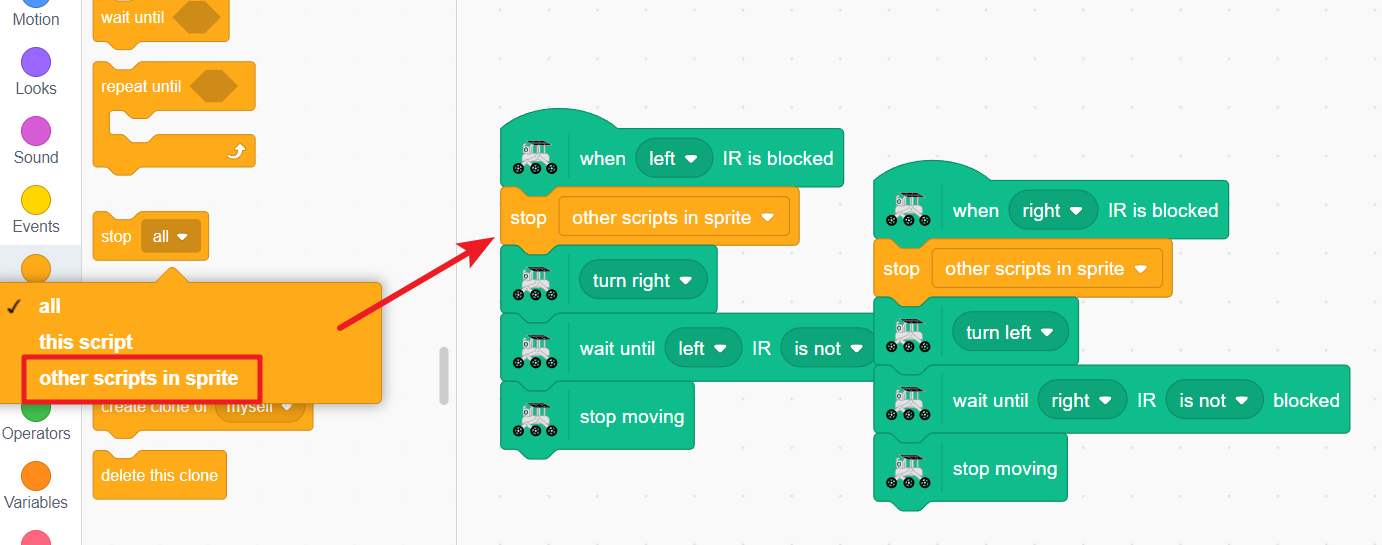 Motion
Looks
Sound
Events
Operators
Variables
wait until
repeat until
stop all
all
this script
other scripts in sprite
create clone of myself
delete this clone
when left IR is blocked
stop other scripts in sprite
turn right
wait until left IR is not
stop moving
when right IR is blocked
stop other scripts in sprite
turn left
wait until right IR is not blocked
stop moving